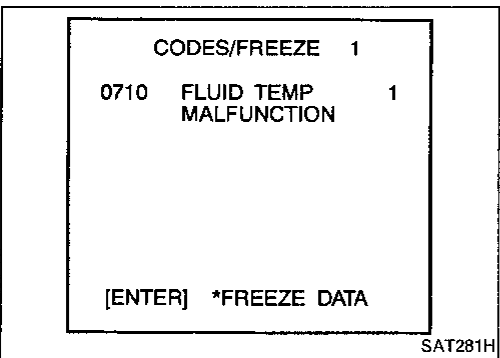 CODES/FREEZE 1
0710 FLUID TEMP 1
MALFUNCTION
[ENTER] *FREEZE DATA
SAT281H